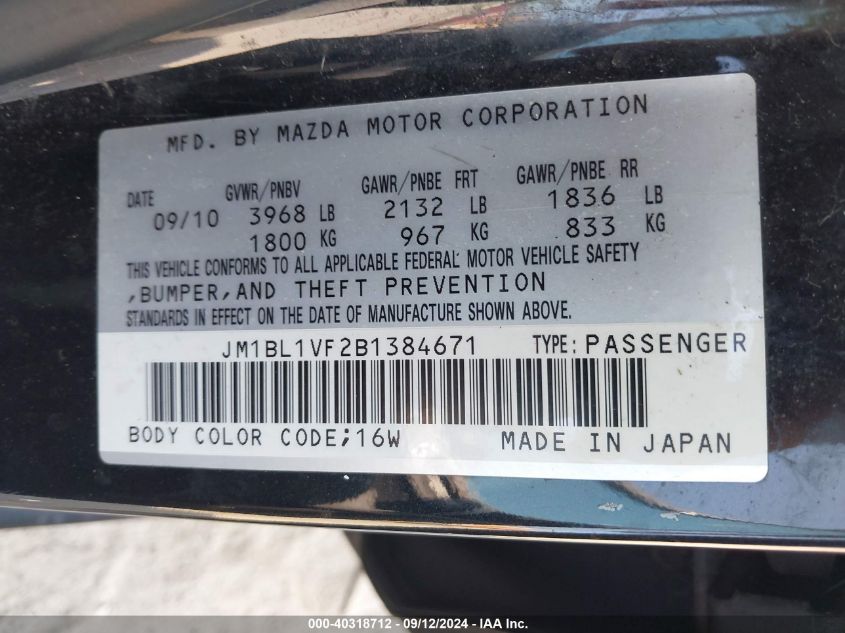 MFD. BY MAZDA MOTOR CORPORATION
DATE GVWR/PNBV GAWR/PNBE FRT GAWR/PNBE RR
09/10 3968 LB 2132 LB 1836 LB
1800 KG 967 KG 833 KG
THIS VEHICLE CONFORMS TO ALL APPLICABLE FEDERAL MOTOR VEHICLE SAFETY
,BUMPER,AND THEFT PREVENTION
STANDARDS IN EFFECT ON THE DATE OF MANUFACTURE SHOWN ABOVE.
JM1BL1VF2B1384671 TYPE:PASSENGER
BODY COLOR CODE;16W MADE IN JAPAN
000-40318712 - 09/12/2024 - IAA Inc.